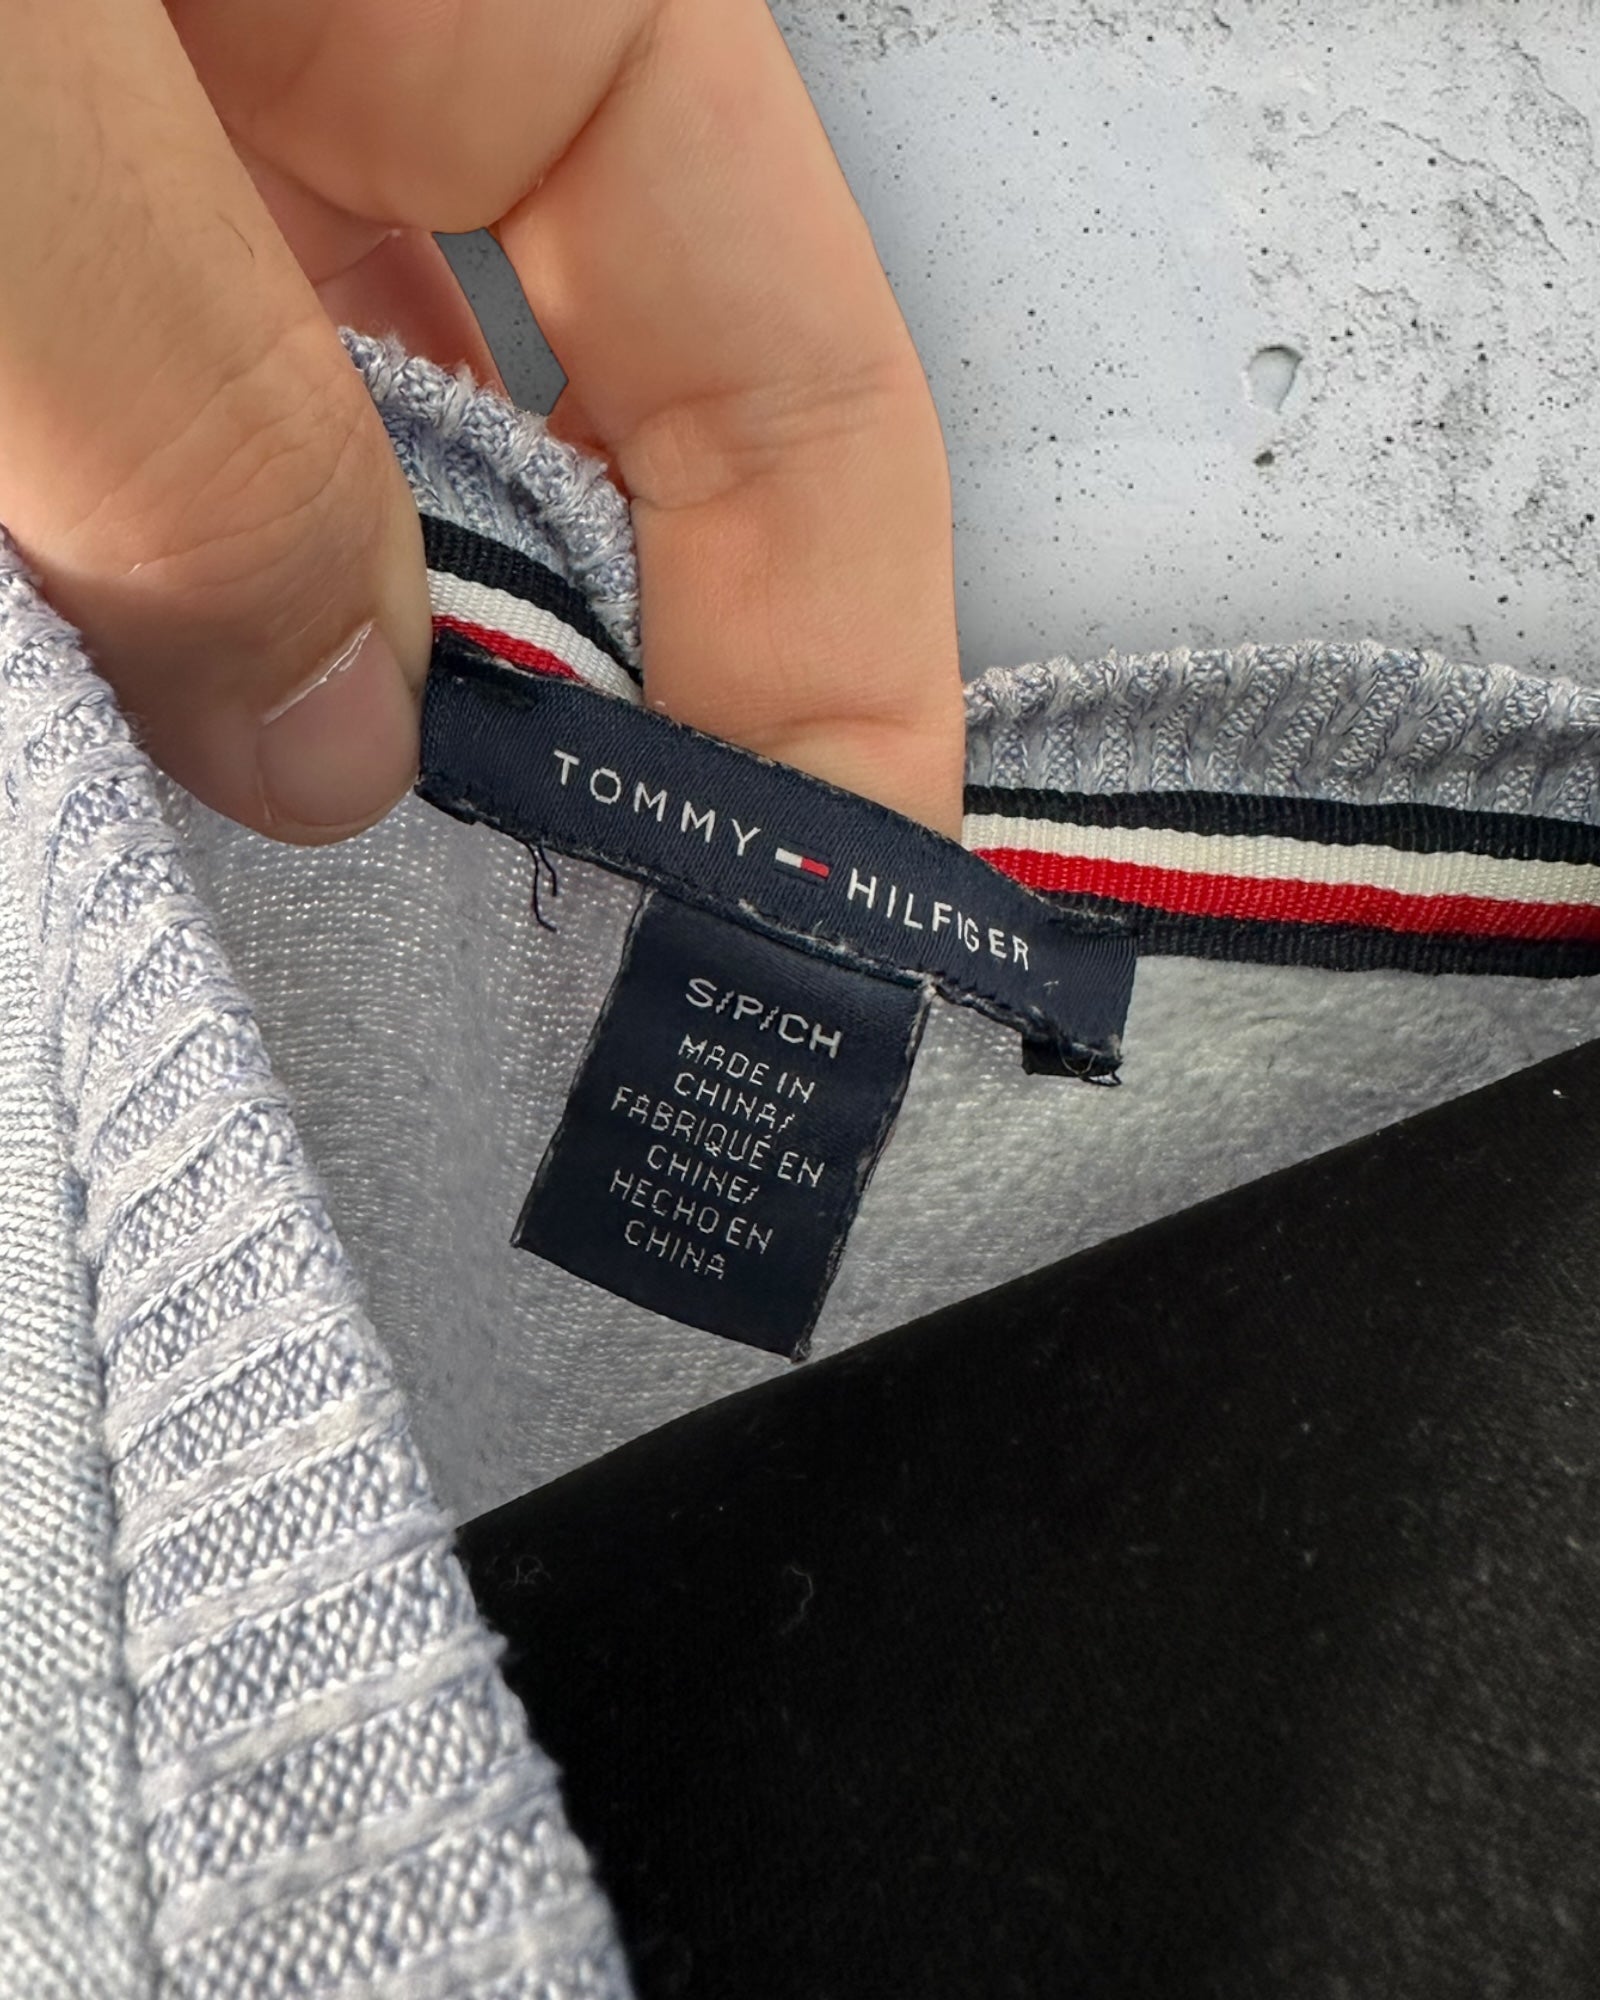 TOMMY HILFIGER
S/P/CH
MADE IN
CHINA/
FABRIQUÉ EN
CHINE/
HECHO EN
CHINA